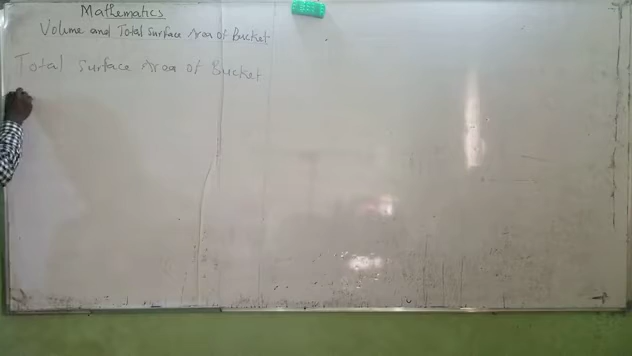 Mathematics
Volume and Total Surface Area of Bucket
Total Surface Area of Bucket